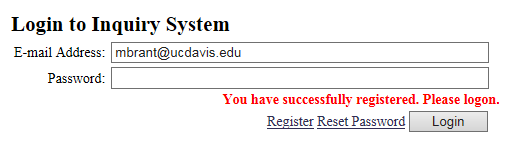 Login to Inquiry System
E-mail Address: mbrant@ucdavis.edu
Password:
You have successfully registered. Please logon.
Register Reset Password Login